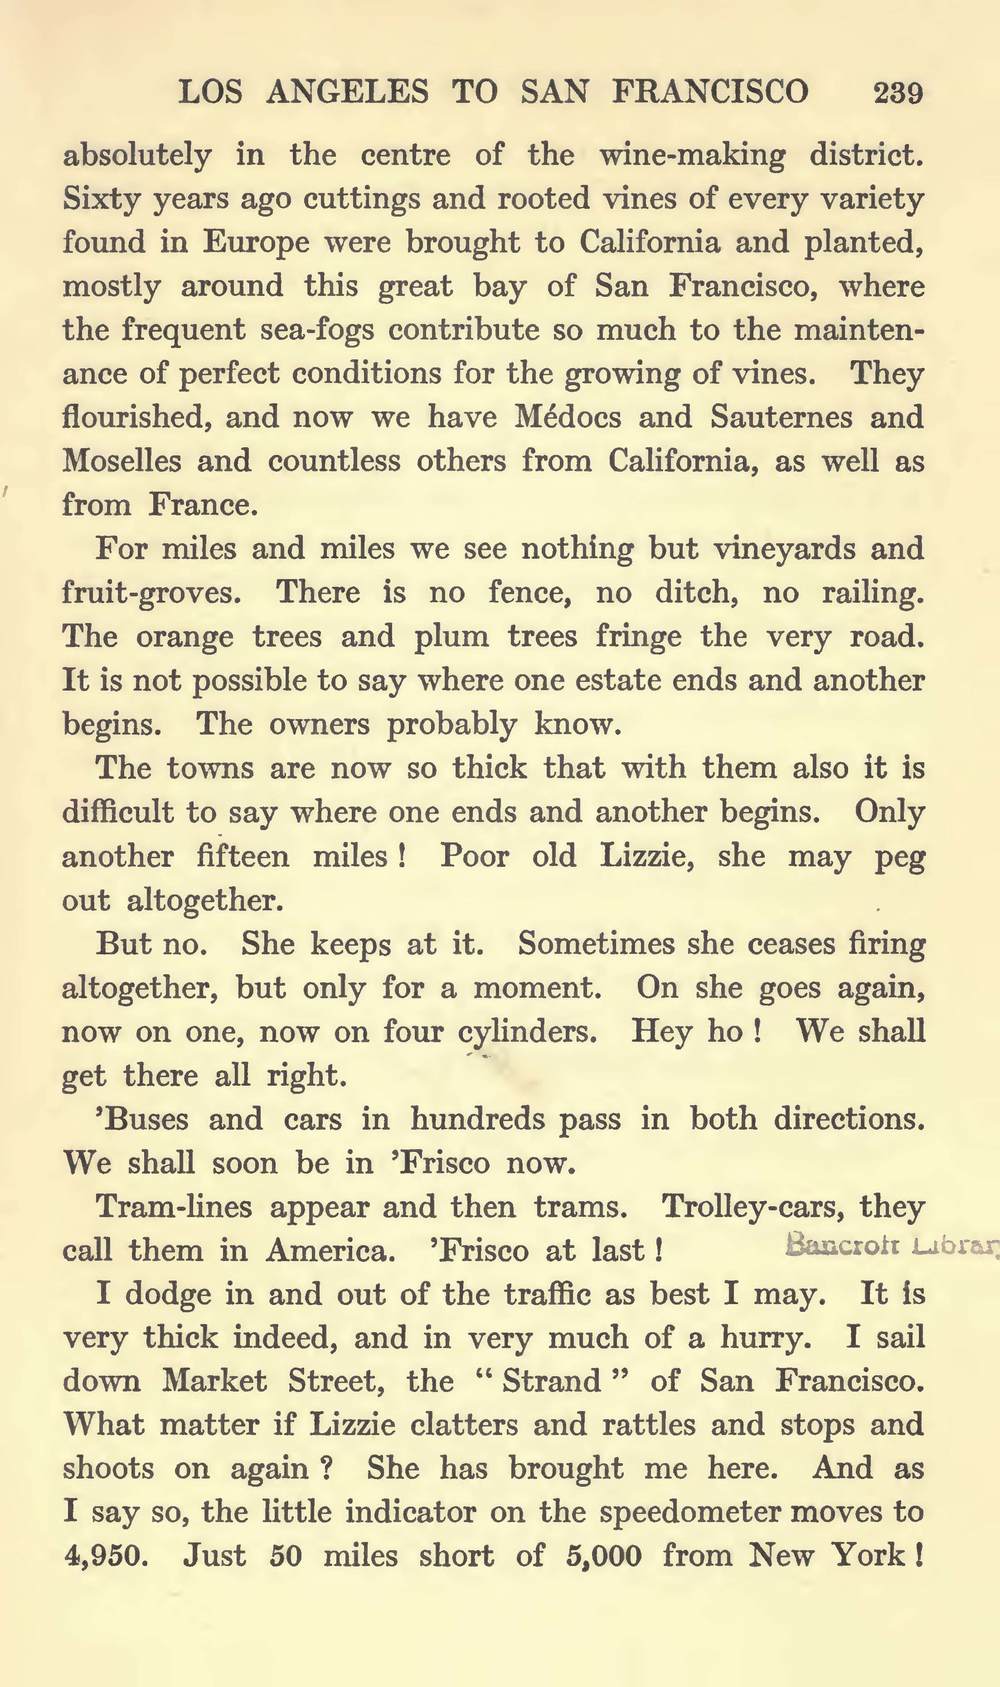 LOS ANGELES TO SAN FRANCISCO 239
absolutely in the centre of the wine-making district.
Sixty years ago cuttings and rooted vines of every variety
found in Europe were brought to California and planted,
mostly around this great bay of San Francisco, where
the frequent sea-fogs contribute so much to the mainten-
ance of perfect conditions for the growing of vines. They
flourished, and now we have Médocs and Sauternes and
Moselles and countless others from California, as well as
from France.
For miles and miles we see nothing but vineyards and
fruit-groves. There is no fence, no ditch, no railing.
The orange trees and plum trees fringe the very road.
It is not possible to say where one estate ends and another
begins. The owners probably know.
The towns are now so thick that with them also it is
difficult to say where one ends and another begins. Only
another fifteen miles ! Poor old Lizzie, she may peg
out altogether.
But no. She keeps at it. Sometimes she ceases firing
altogether, but only for a moment. On she goes again,
now on one, now on four cylinders. Hey ho ! We shall
get there all right.
’Buses and cars in hundreds pass in both directions.
We shall soon be in ’Frisco now.
Tram-lines appear and then trams. Trolley-cars, they
call them in America. ’Frisco at last !
Bancroft Librar
I dodge in and out of the traffic as best I may. It is
very thick indeed, and in very much of a hurry. I sail
down Market Street, the “ Strand ” of San Francisco.
What matter if Lizzie clatters and rattles and stops and
shoots on again ? She has brought me here. And as
I say so, the little indicator on the speedometer moves to
4,950. Just 50 miles short of 5,000 from New York !